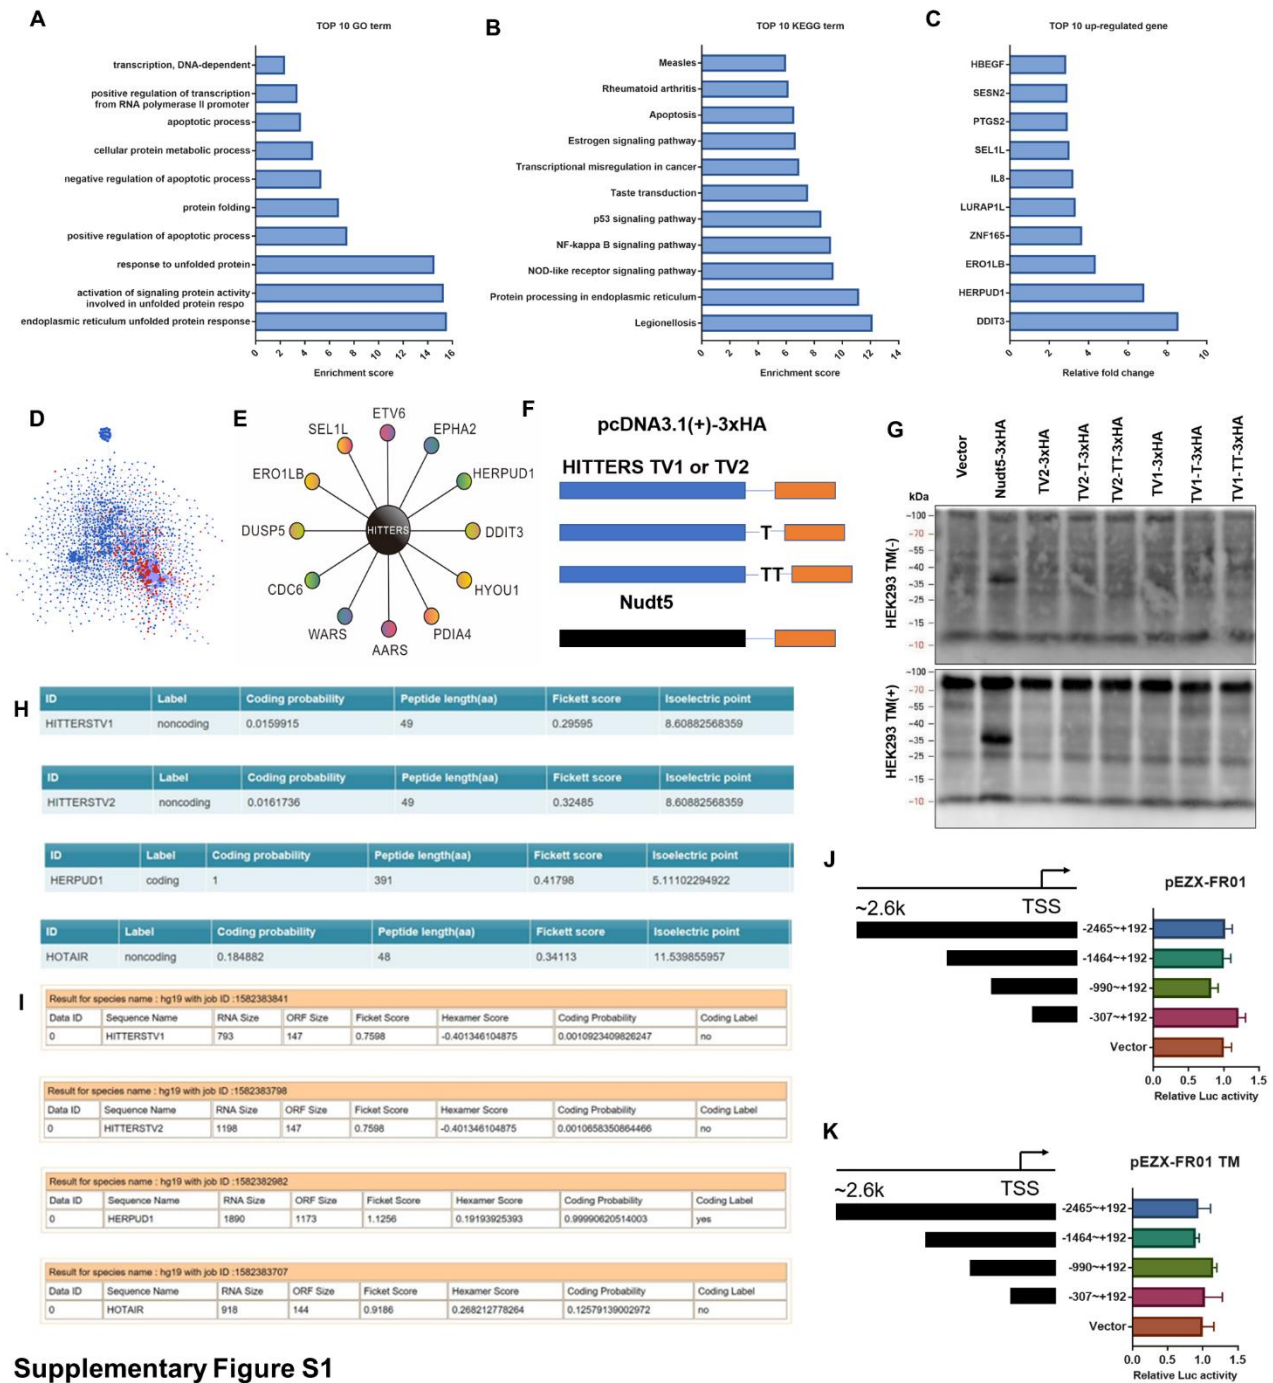 A
TOP 10 GO term
transcription, DNA-dependent
positive regulation of transcription
from RNA polymerase II promoter
apoptotic process
cellular protein metabolic process
negative regulation of apoptotic process
protein folding
positive regulation of apoptotic process
response to unfolded protein
activation of signaling protein activity
involved in unfolded protein respo
endoplasmic reticulum unfolded protein response
0 2 4 6 8 10 12 14 16
Enrichment score
B
TOP 10 KEGG term
Measles
Rheumatoid arthritis
Apoptosis
Estrogen signaling pathway
Transcriptional misregulation in cancer
Taste transduction
p53 signaling pathway
NF-kappa B signaling pathway
NOD-like receptor signaling pathway
Protein processing in endoplasmic reticulum
Legionellosis
0 2 4 6 8 10 12 14
Enrichment score
C
TOP 10 up-regulated gene
HBEGF
SESN2
PTGS2
SEL1L
IL8
LURAP1L
ZNF165
ERO1LB
HERPUD1
DDIT3
0 2 4 6 8 10
Relative fold change
D
E
ETV6
SEL1L
EPHA2
ERO1LB
HERPUD1
DUSP5
HITTERS
DDIT3
CDC6
HYOU1
WARS
PDIA4
AARS
F
pcDNA3.1(+)-3xHA
HITTERS TV1 or TV2
T
TT
Nudt5
G
Vector
Nudt5-3xHA
TV2-3xHA
TV2-T-3xHA
TV2-TT-3xHA
TV1-3xHA
TV1-T-3xHA
TV1-TT-3xHA
kDa
HEK293 TM(-)
-100
-70
-55
-40
-35
-25
-15
-10
HEK293 TM(+)
-100
-70
-55
-40
-35
-25
-15
-10
H
ID Label Coding probability Peptide length(aa) Fickett score Isoelectric point
HITTERSTV1 noncoding 0.0159915 49 0.29595 8.60882568359
ID Label Coding probability Peptide length(aa) Fickett score Isoelectric point
HITTERSTV2 noncoding 0.0161736 49 0.32485 8.60882568359
ID Label Coding probability Peptide length(aa) Fickett score Isoelectric point
HERPUD1 coding 1 391 0.41798 5.11102294922
ID Label Coding probability Peptide length(aa) Fickett score Isoelectric point
HOTAIR noncoding 0.184882 48 0.34113 11.539855957
I
Result for species name : hg19 with job ID :1582383841
Data ID Sequence Name RNA Size ORF Size Ficket Score Hexamer Score Coding Probability Coding Label
0 HITTERSTV1 793 147 0.7598 -0.401346104875 0.0010923409826247 no
Result for species name : hg19 with job ID :1582383798
Data ID Sequence Name RNA Size ORF Size Ficket Score Hexamer Score Coding Probability Coding Label
0 HITTERSTV2 1198 147 0.7598 -0.401346104875 0.0010658350864466 no
Result for species name : hg19 with job ID :1582382982
Data ID Sequence Name RNA Size ORF Size Ficket Score Hexamer Score Coding Probability Coding Label
0 HERPUD1 1890 1173 1.1256 0.19193925393 0.99990620514003 yes
Result for species name : hg19 with job ID :1582383707
Data ID Sequence Name RNA Size ORF Size Ficket Score Hexamer Score Coding Probability Coding Label
0 HOTAIR 918 144 0.9186 0.268212778264 0.12579139002972 no
J
pEZX-FR01
~2.6k TSS
-2465~+192
-1464~+192
-990~+192
-307~+192
Vector
0.0 0.5 1.0 1.5
Relative Luc activity
K
pEZX-FR01 TM
~2.6k TSS
-2465~+192
-1464~+192
-990~+192
-307~+192
Vector
0.0 0.5 1.0 1.5
Relative Luc activity
Supplementary Figure S1